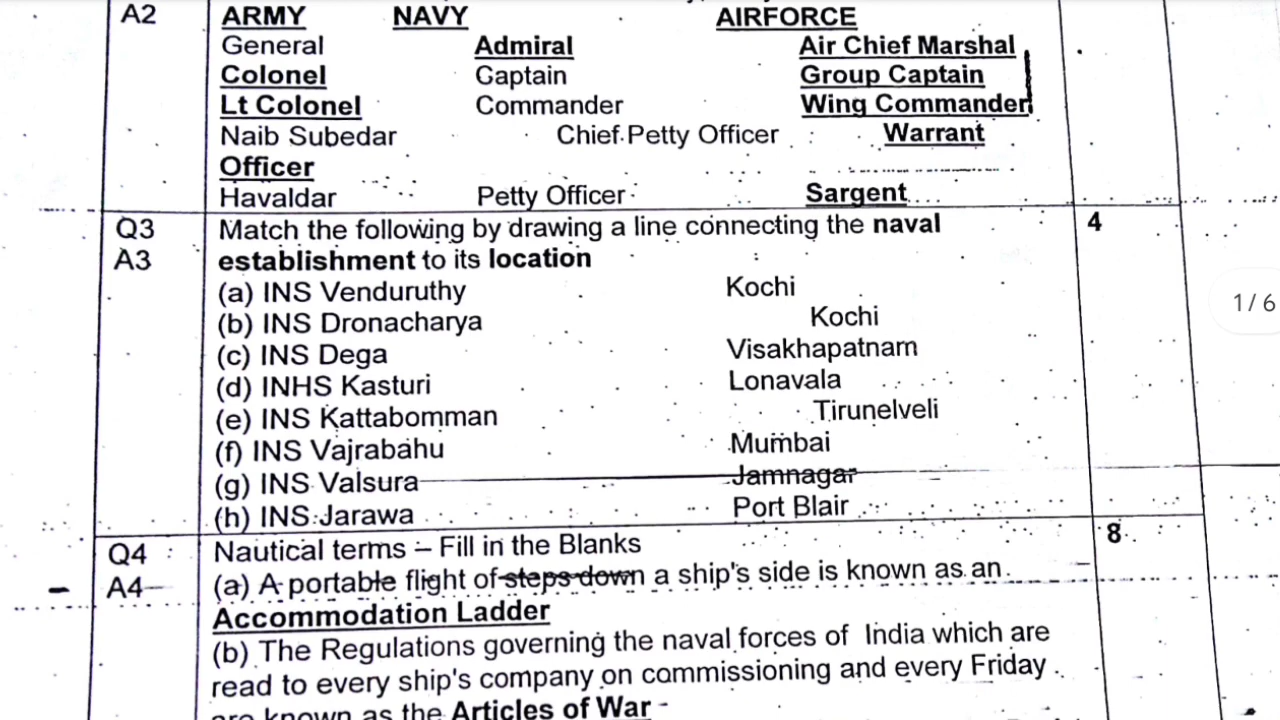 A2 ARMY NAVY AIRFORCE
General Admiral Air Chief Marshal
Colonel Captain Group Captain
Lt Colonel Commander Wing Commander
Naib Subedar Chief Petty Officer Warrant
Officer
Havaldar Petty Officer Sargent
Q3 Match the following by drawing a line connecting the naval 4
A3 establishment to its location
(a) INS Venduruthy Kochi
(b) INS Dronacharya Kochi
(c) INS Dega Visakhapatnam
(d) INHS Kasturi Lonavala
(e) INS Kattabomman Tirunelveli
(f) INS Vajrabahu Mumbai
(g) INS Valsura Jamnagar
(h) INS Jarawa Port Blair
Q4 Nautical terms – Fill in the Blanks 8
A4 (a) A portable flight of steps down a ship's side is known as an
Accommodation Ladder
(b) The Regulations governing the naval forces of India which are
read to every ship's company on commissioning and every Friday
are known as the Articles of War
1/6